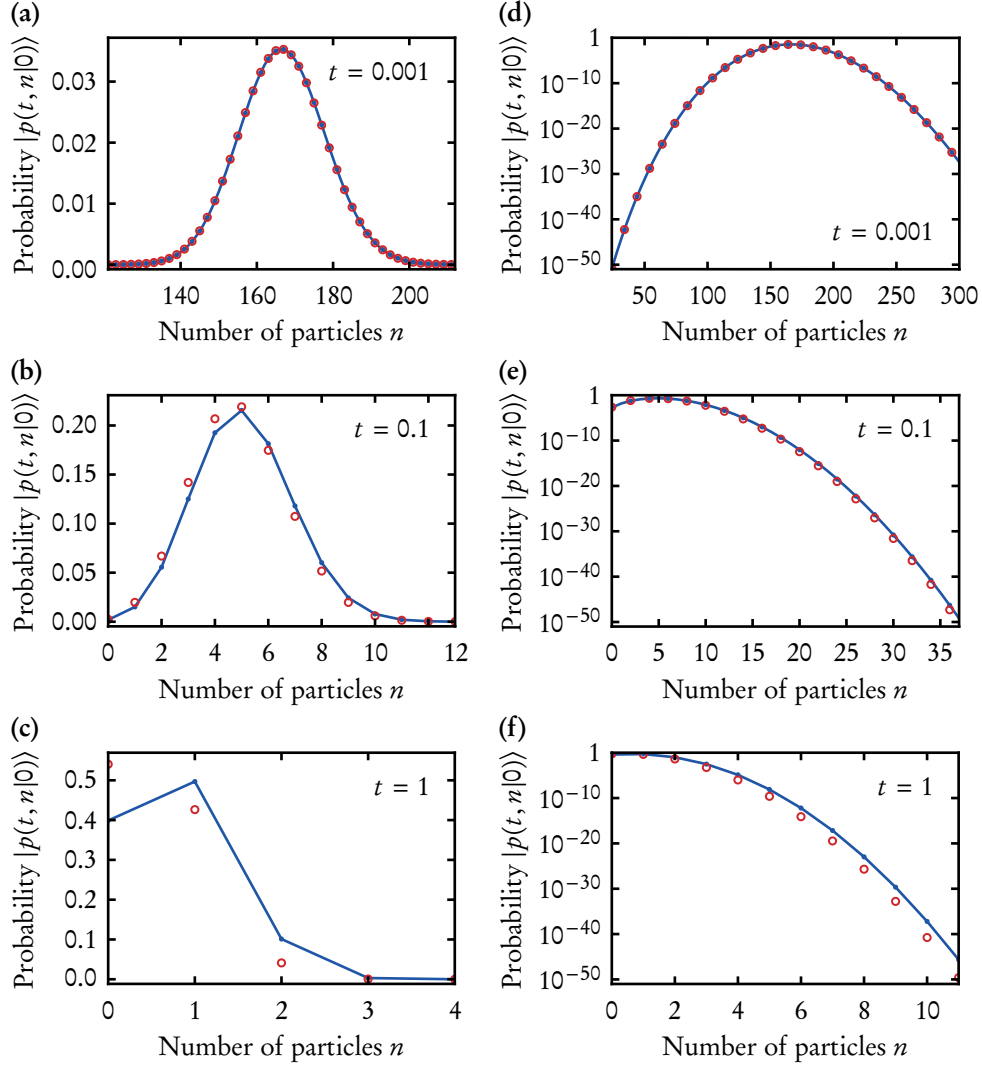 (a)
Probability |p(t, n|0)⟩
0.03
0.02
0.01
0.00
t = 0.001
140 160 180 200
Number of particles n
(d)
Probability |p(t, n|0)⟩
1
10⁻¹⁰
10⁻²⁰
10⁻³⁰
10⁻⁴⁰
10⁻⁵⁰
t = 0.001
50 100 150 200 250 300
Number of particles n
(b)
Probability |p(t, n|0)⟩
0.20
0.15
0.10
0.05
0.00
t = 0.1
0 2 4 6 8 10 12
Number of particles n
(e)
Probability |p(t, n|0)⟩
1
10⁻¹⁰
10⁻²⁰
10⁻³⁰
10⁻⁴⁰
10⁻⁵⁰
t = 0.1
0 5 10 15 20 25 30 35
Number of particles n
(c)
Probability |p(t, n|0)⟩
0.5
0.4
0.3
0.2
0.1
0.0
t = 1
0 1 2 3 4
Number of particles n
(f)
Probability |p(t, n|0)⟩
1
10⁻¹⁰
10⁻²⁰
10⁻³⁰
10⁻⁴⁰
10⁻⁵⁰
t = 1
0 2 4 6 8 10
Number of particles n